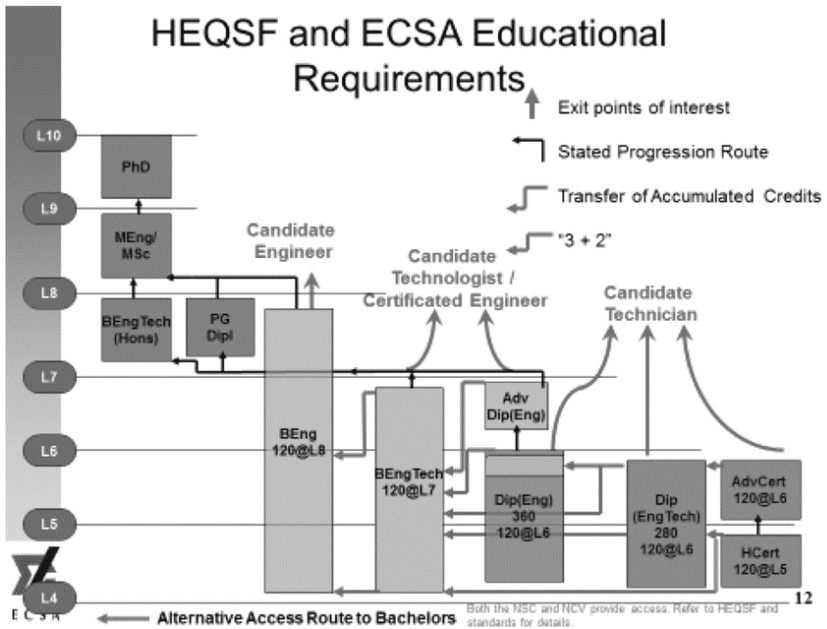 HEQSF and ECSA Educational
Requirements
Exit points of interest
Stated Progression Route
Transfer of Accumulated Credits
"3 + 2"
L10
PhD
L9
MEng/
MSc
Candidate
Engineer
Candidate
Technologist /
Certificated Engineer
Candidate
Technician
L8
BEngTech
(Hons)
PG
Dipl
L7
Adv
Dip(Eng)
BEng
120@L8
L6
BEngTech
120@L7
Dip(Eng)
360
120@L6
Dip
(EngTech)
280
120@L6
AdvCert
120@L6
L5
HCert
120@L5
L4
ECSA
12
Alternative Access Route to Bachelors
Both the NSC and NCV provide access. Refer to HEQSF and
standards for details.